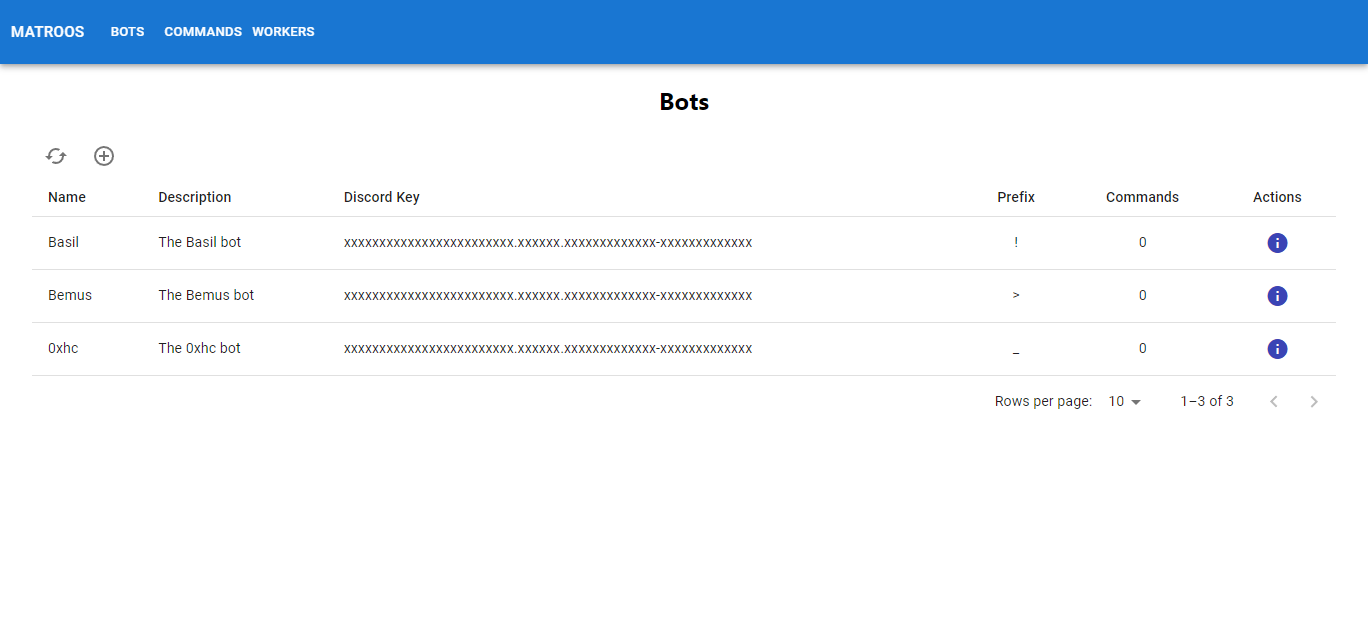 MATROOS BOTS COMMANDS WORKERS
Bots
Name Description Discord Key Prefix Commands Actions
Basil The Basil bot xxxxxxxxxxxxxxxxxxxxxxxx.xxxxxx.xxxxxxxxxxxxx-xxxxxxxxxxxxx ! 0
Bemus The Bemus bot xxxxxxxxxxxxxxxxxxxxxxxx.xxxxxx.xxxxxxxxxxxxx-xxxxxxxxxxxxx > 0
0xhc The 0xhc bot xxxxxxxxxxxxxxxxxxxxxxxx.xxxxxx.xxxxxxxxxxxxx-xxxxxxxxxxxxx _ 0
Rows per page: 10 1–3 of 3